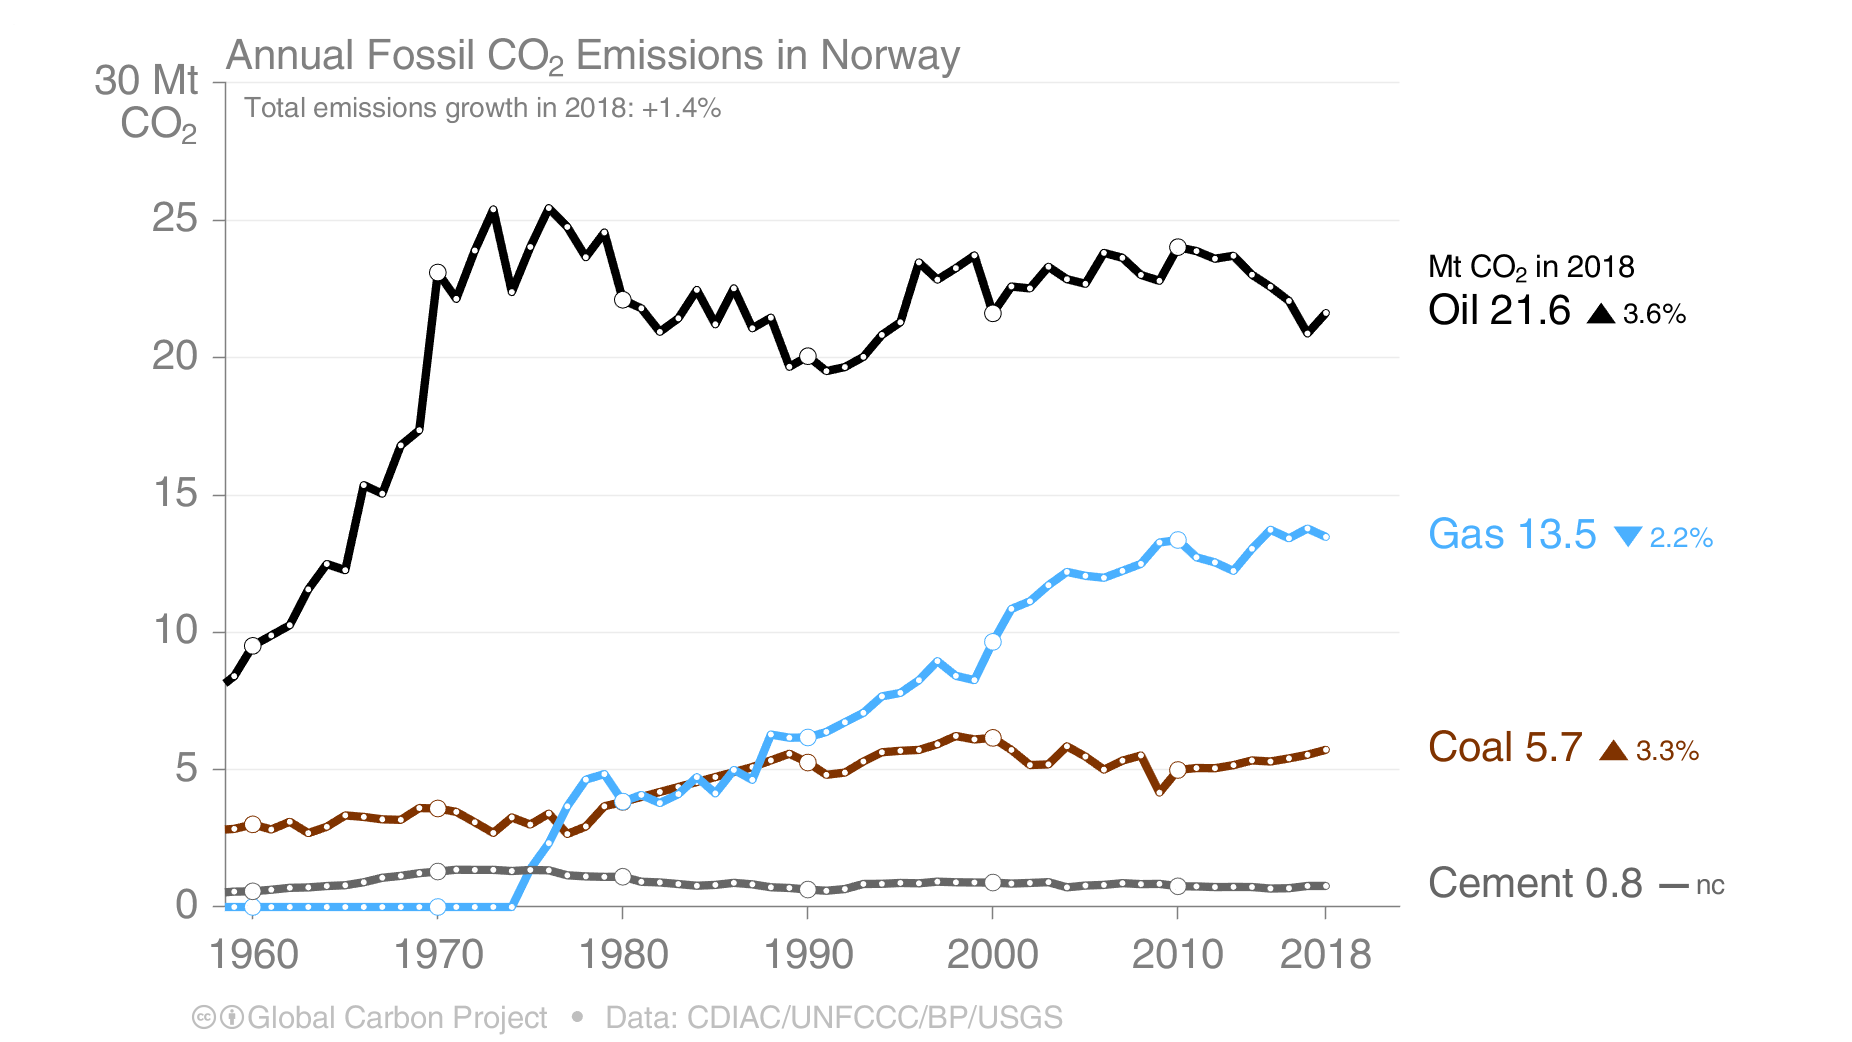 Annual Fossil CO₂ Emissions in Norway
30 Mt
CO₂
Total emissions growth in 2018: +1.4%
25
20
15
10
5
0
Mt CO₂ in 2018
Oil 21.6 ▲ 3.6%
Gas 13.5 ▼ 2.2%
Coal 5.7 ▲ 3.3%
Cement 0.8 — nc
1960 1970 1980 1990 2000 2010 2018
cc Global Carbon Project • Data: CDIAC/UNFCCC/BP/USGS